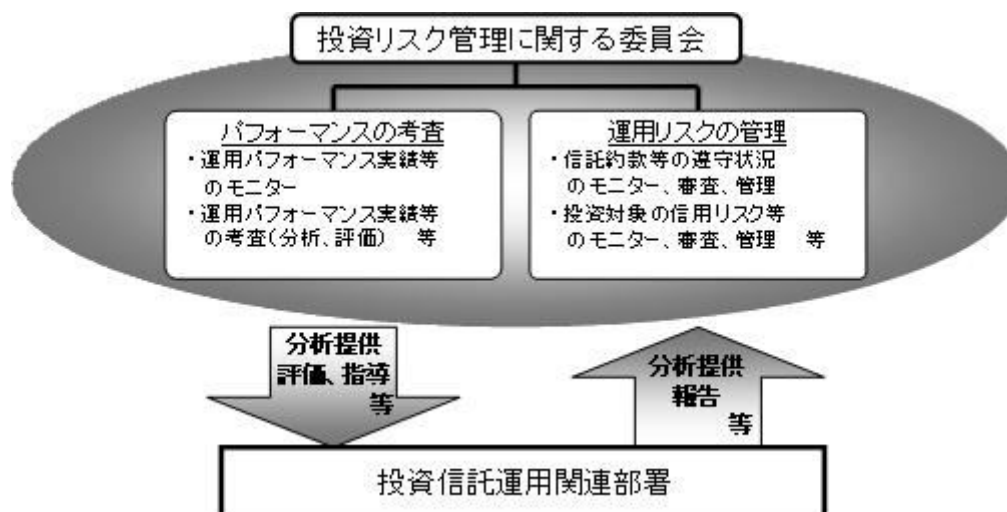 投資リスク管理に関する委員会
パフォーマンスの考査
・運用パフォーマンス実績等
のモニター
・運用パフォーマンス実績等
の考査(分析、評価) 等
運用リスクの管理
・信託約款等の遵守状況
のモニター、審査、管理
・投資対象の信用リスク等
のモニター、審査、管理 等
分析提供
評価、指導
等
分析提供
報告
等
投資信託運用関連部署